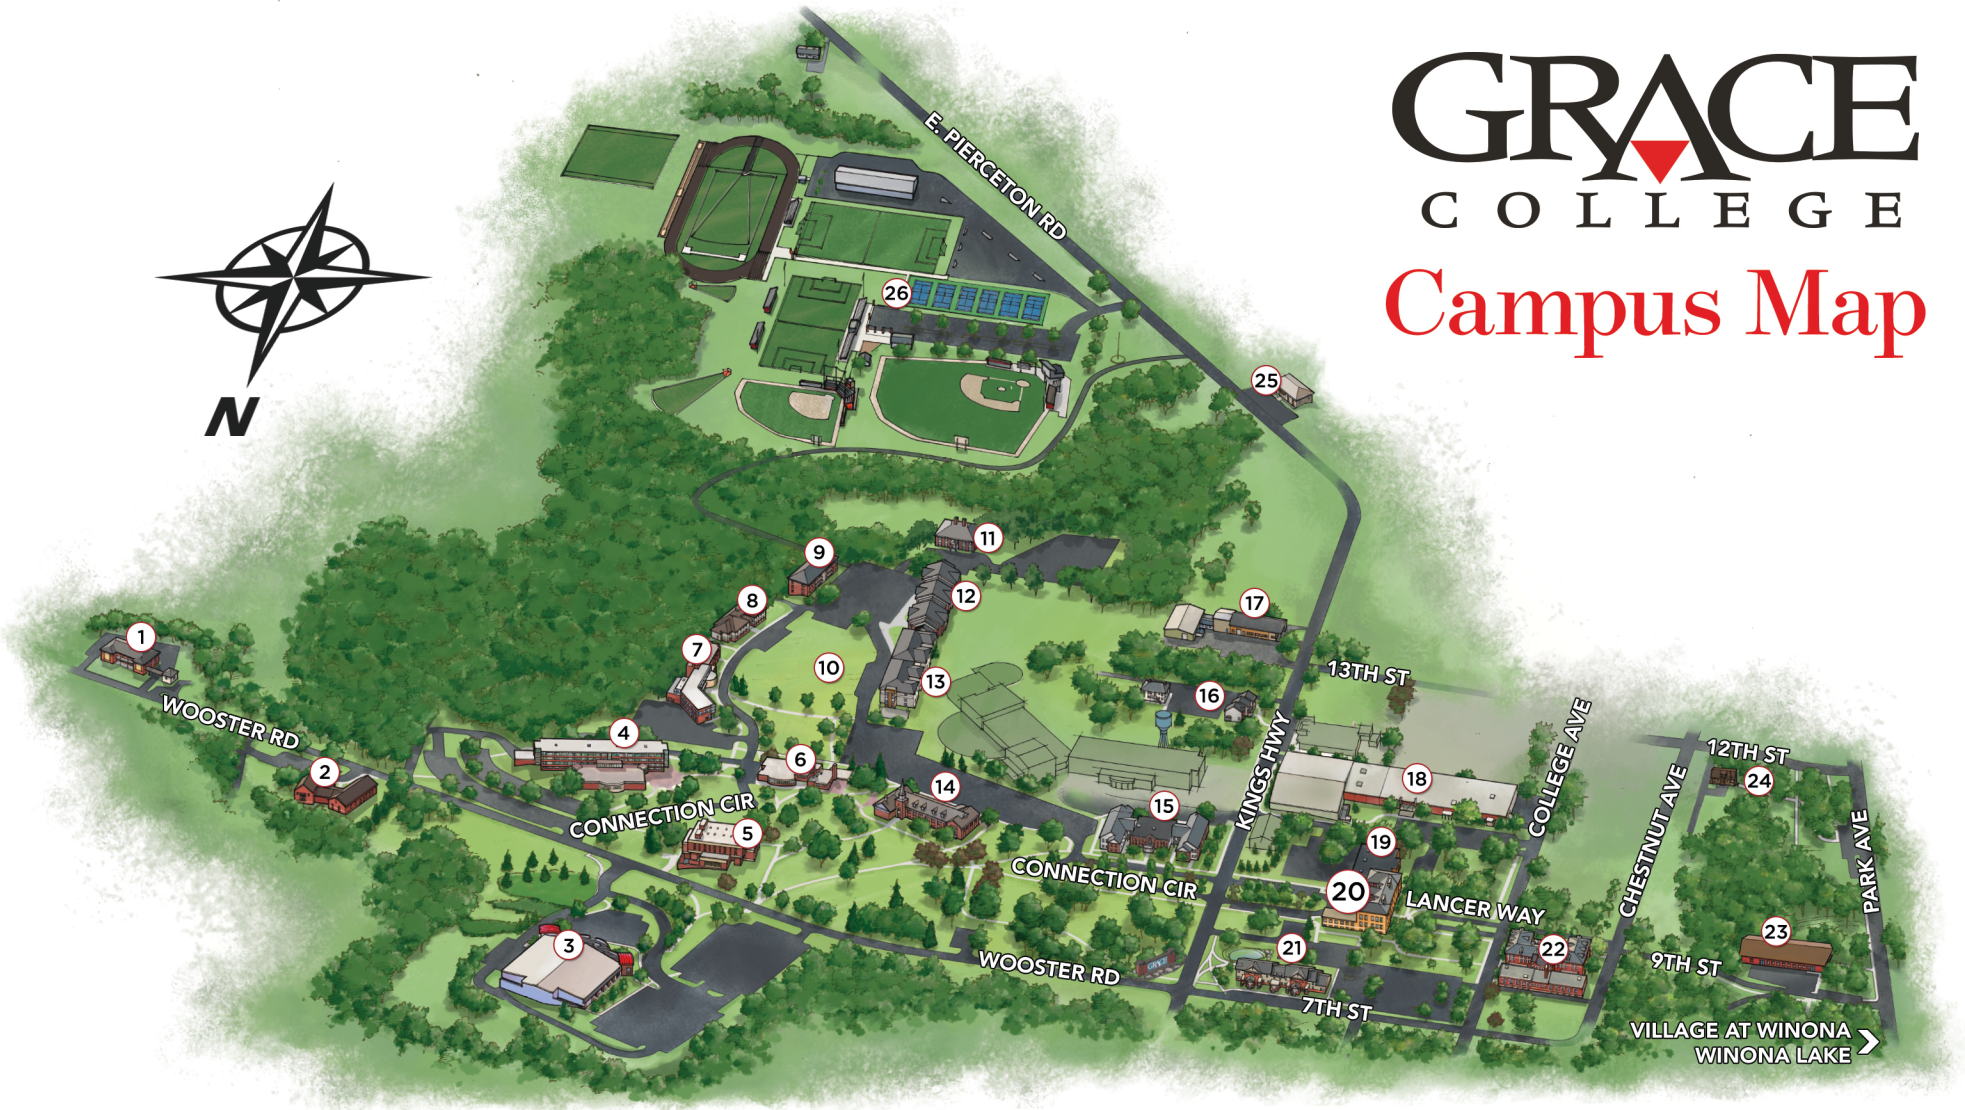 GRACE
COLLEGE
Campus Map
N
E. PIERCETON RD
26
25
11
9
12
8
17
1
7
10
13
16
13TH ST
WOOSTER RD
4
2
6
14
15
KINGS HWY
18
COLLEGE AVE
12TH ST
24
CHESTNUT AVE
PARK AVE
CONNECTION CIR
5
19
CONNECTION CIR
20
LANCER WAY
3
21
22
23
9TH ST
WOOSTER RD
GRACE
7TH ST
VILLAGE AT WINONA
WINONA LAKE